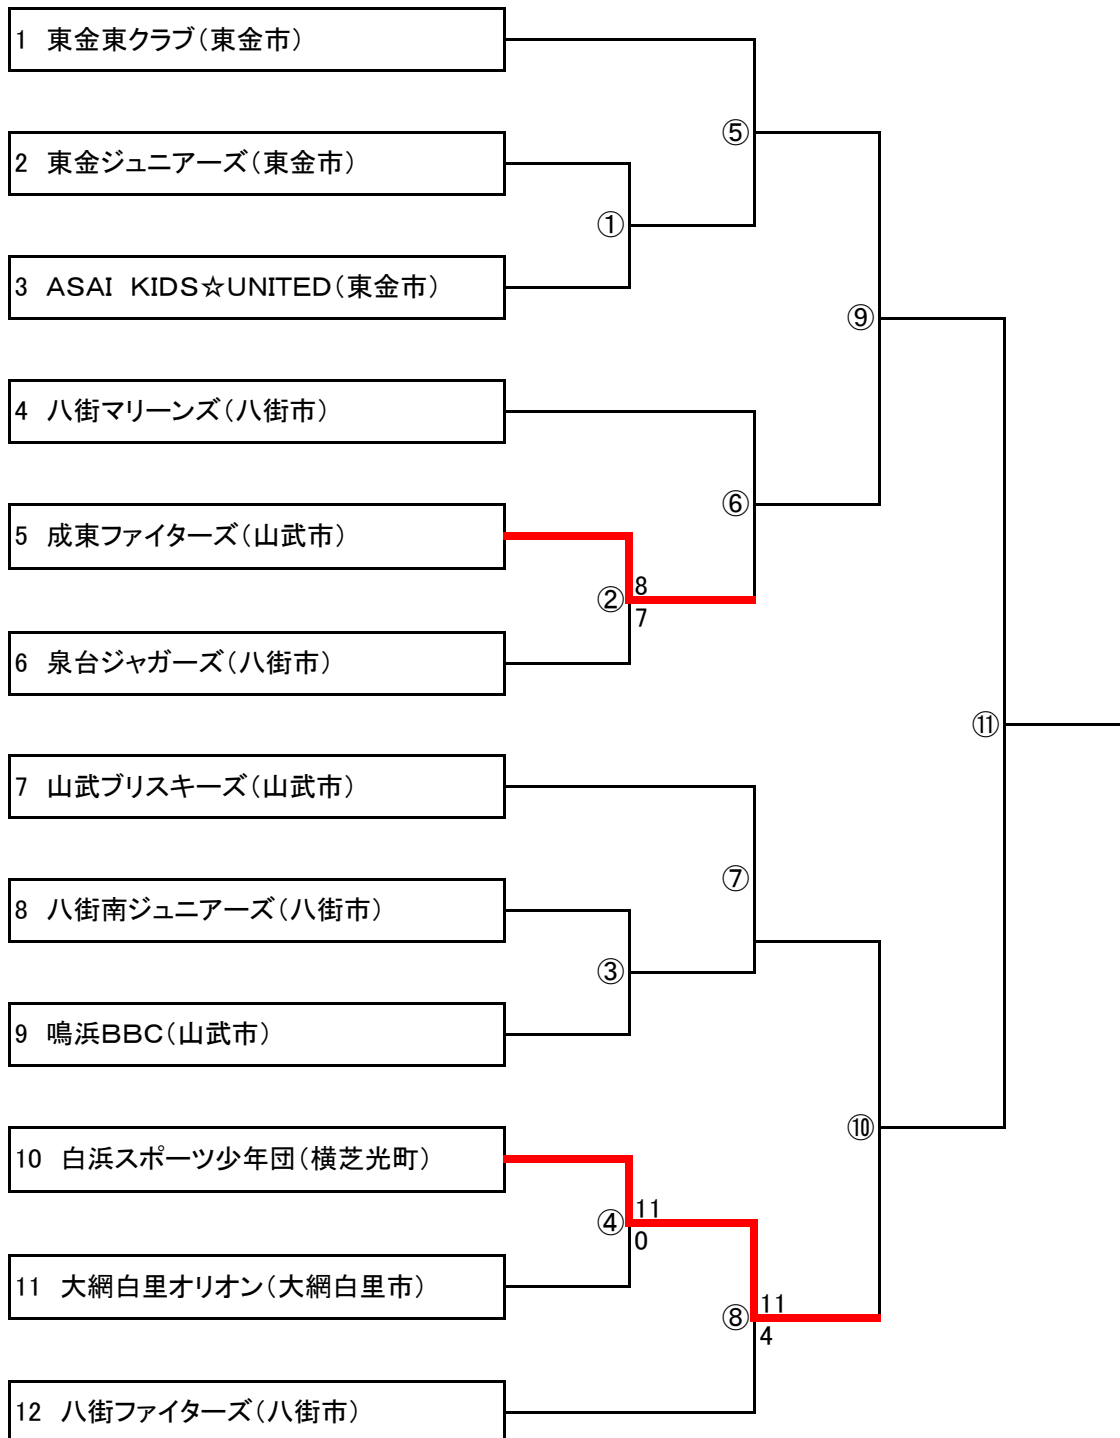 1　東金東クラブ（東金市）
⑤
2　東金ジュニアーズ（東金市）
①
3　ＡＳＡＩ　ＫＩＤＳ☆ＵＮＩＴＥＤ（東金市）
⑨
4　八街マリーンズ（八街市）
⑥
5　成東ファイターズ（山武市）
8
②
7
6　泉台ジャガーズ（八街市）
⑪
7　山武ブリスキーズ（山武市）
⑦
8　八街南ジュニアーズ（八街市）
③
9　鳴浜ＢＢＣ（山武市）
⑩
10　白浜スポーツ少年団（横芝光町）
11
④
0
11　大網白里オリオン（大網白里市）
11
⑧
4
12　八街ファイターズ（八街市）